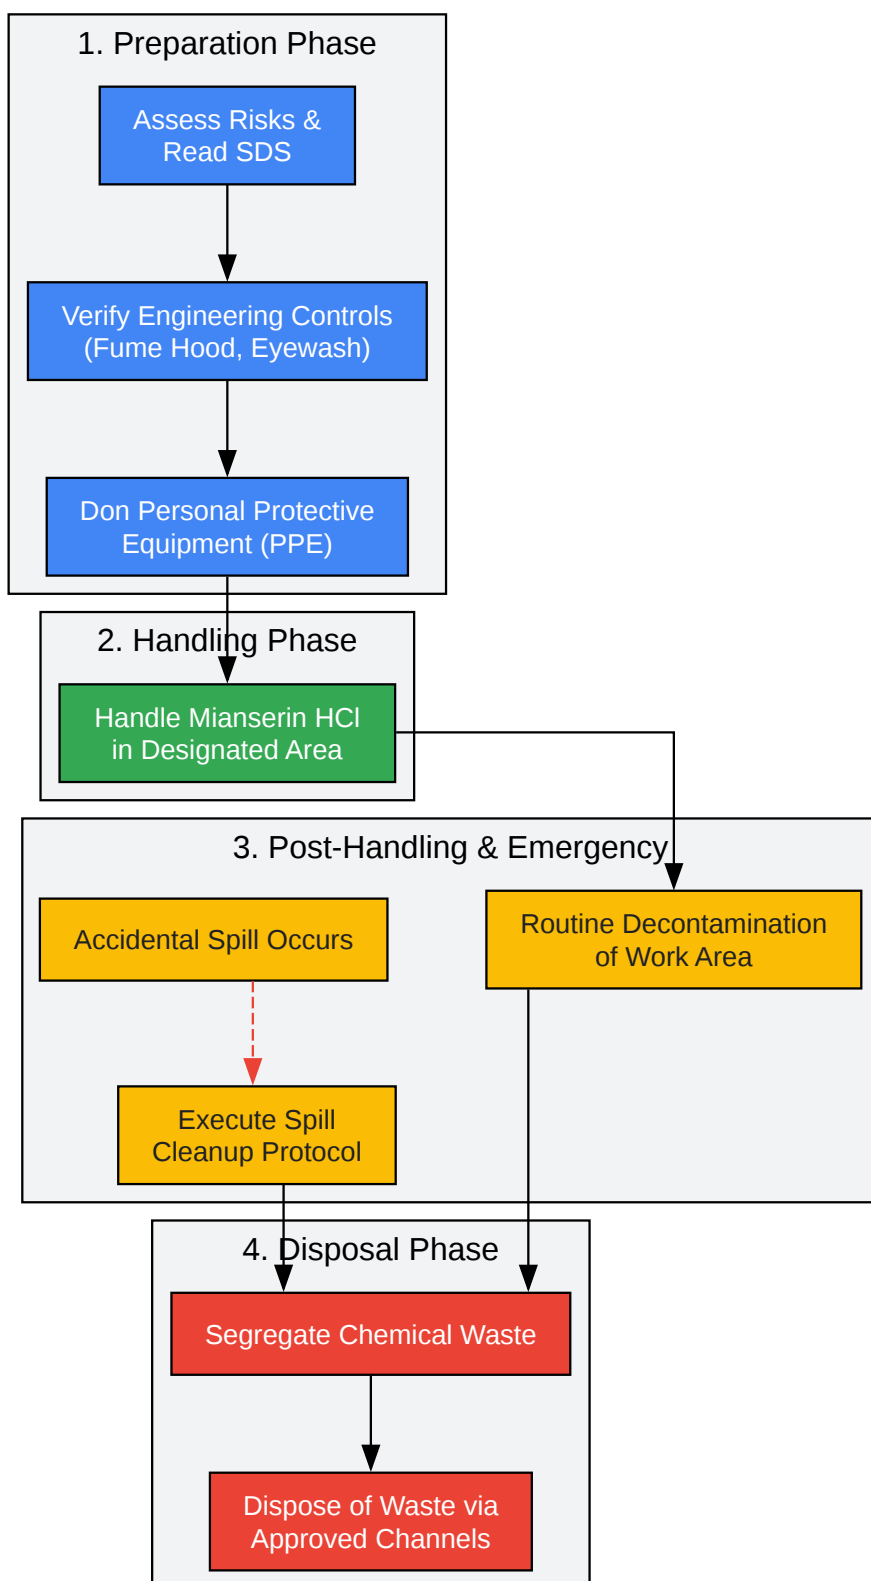 1. Preparation Phase
Assess Risks &
Read SDS
Verify Engineering Controls
(Fume Hood, Eyewash)
Don Personal Protective
Equipment (PPE)
2. Handling Phase
Handle Mianserin HCl
in Designated Area
3. Post-Handling & Emergency
Accidental Spill Occurs
Routine Decontamination
of Work Area
Execute Spill
Cleanup Protocol
4. Disposal Phase
Segregate Chemical Waste
Dispose of Waste via
Approved Channels